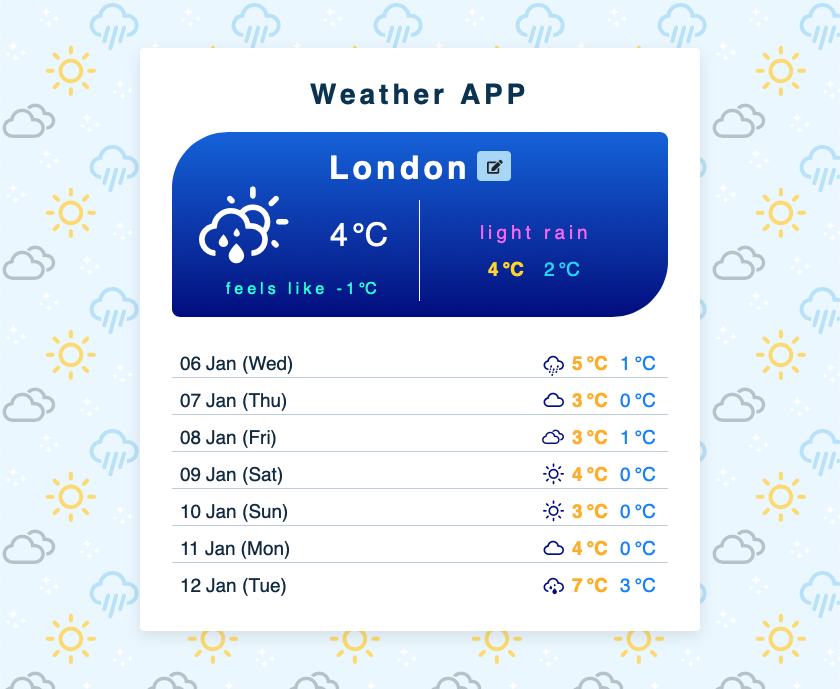 Weather APP
London
4°C
feels like -1°C
light rain
4°C 2°C
06 Jan (Wed) 5°C 1°C
07 Jan (Thu) 3°C 0°C
08 Jan (Fri) 3°C 1°C
09 Jan (Sat) 4°C 0°C
10 Jan (Sun) 3°C 0°C
11 Jan (Mon) 4°C 0°C
12 Jan (Tue) 7°C 3°C